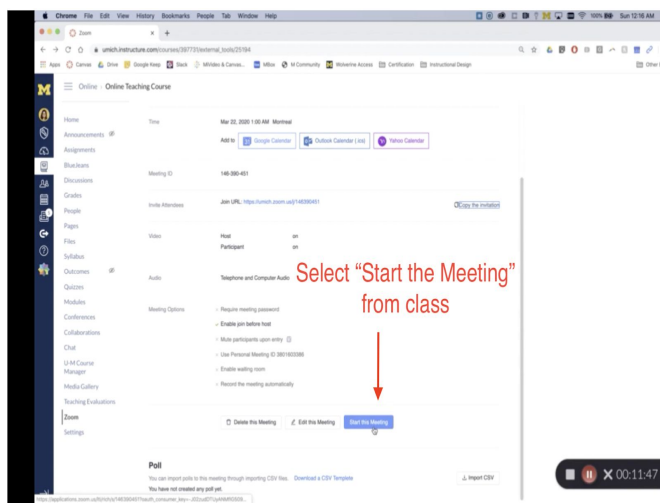 Chrome File Edit View History Bookmarks People Tab Window Help
100%
Sun 12:16 AM
Zoom
umich.instructure.com/courses/397731/external_tools/25194
Apps Canvas Drive Google Keep Slack MiVideo & Canvas... MBox M Community Wolverine Access Certification Instructional Design
Online › Online Teaching Course
Home
Announcements
Assignments
BlueJeans
Discussions
Grades
People
Pages
Files
Syllabus
Outcomes
Quizzes
Modules
Conferences
Collaborations
Chat
U-M Course
Manager
Media Gallery
Teaching Evaluations
Zoom
Settings
Time
Mar 22, 2020 1:00 AM Montreal
Add to Google Calendar Outlook Calendar (.ics) Yahoo Calendar
Meeting ID
148-390-451
Invite Attendees
Join URL: https://umich.zoom.us/j/148390451
Copy the invitation
Video
Host on
Participant on
Audio
Telephone and Computer Audio
Select “Start the Meeting”
from class
Meeting Options
Require meeting password
Enable join before host
Mute participants upon entry
Use Personal Meeting ID 3801603086
Enable waiting room
Record the meeting automatically
Delete this Meeting
Edit this Meeting
Start this Meeting
Poll
You can import polls to this meeting through importing CSV files. Download a CSV Template
Import CSV
You have not created any poll yet.
00:11:47